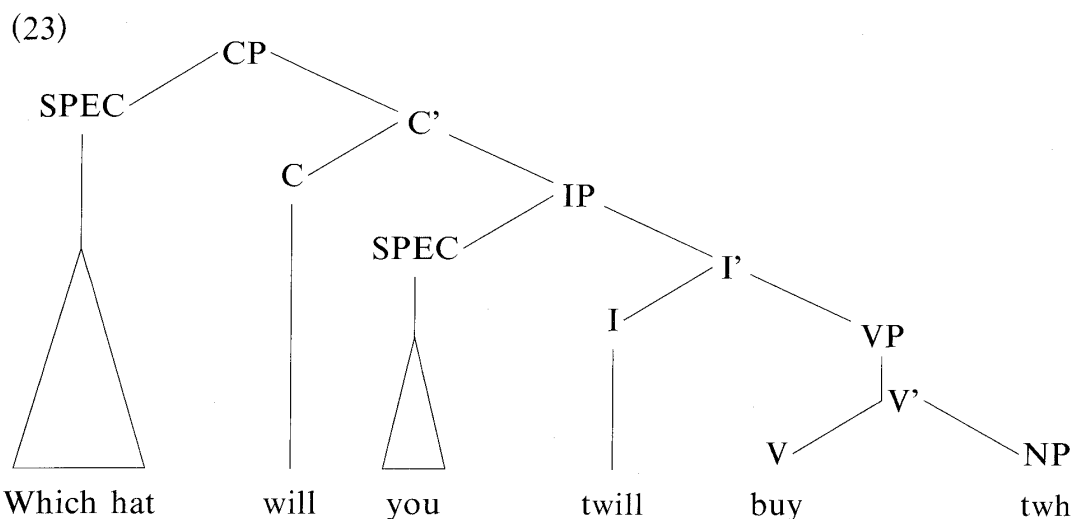 (23)
CP
SPEC
C'
C
IP
SPEC
I'
I
VP
V'
V
NP
Which hat will you twill buy twh